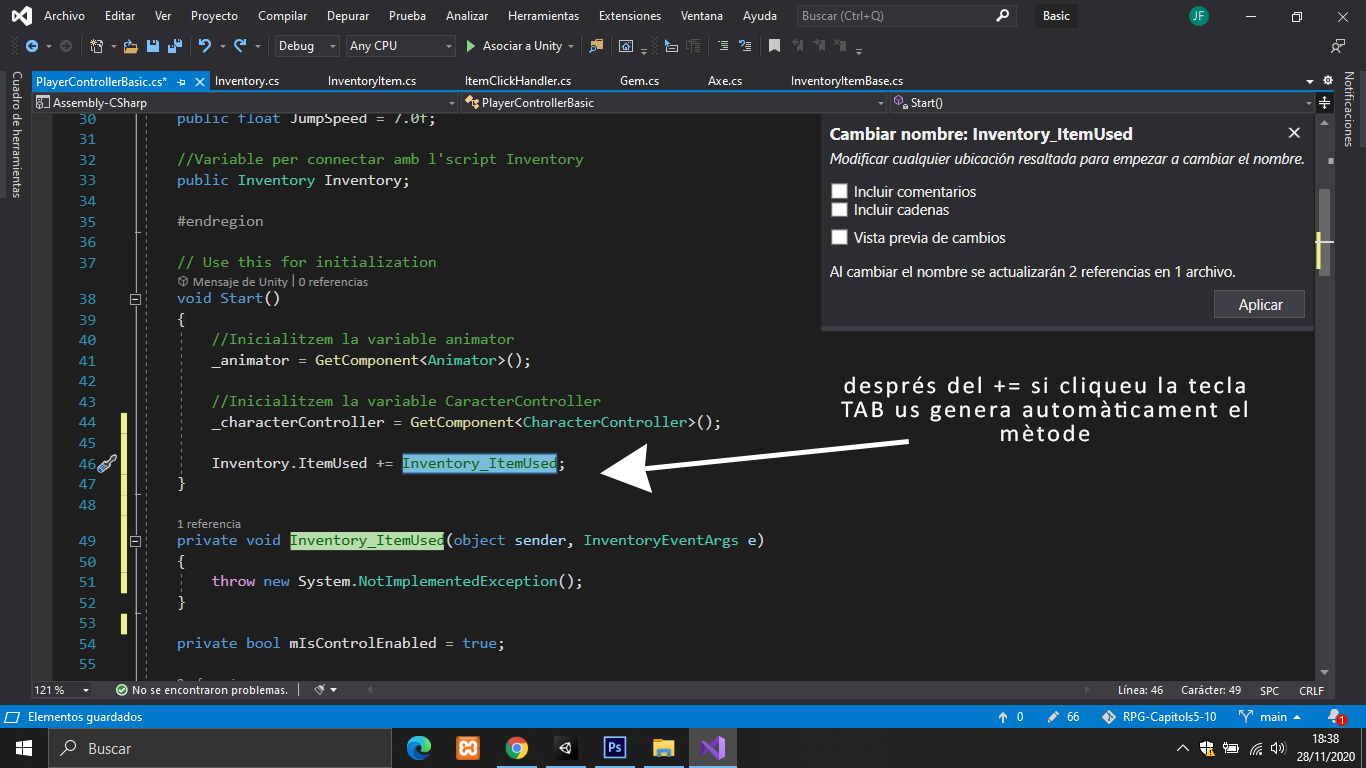 Archivo Editar Ver Proyecto Compilar Depurar Prueba Analizar Herramientas Extensiones Ventana Ayuda Buscar (Ctrl+Q) Basic JF
Debug Any CPU Asociar a Unity
PlayerControllerBasic.cs* Inventory.cs InventoryItem.cs ItemClickHandler.cs Gem.cs Axe.cs InventoryItemBase.cs
Assembly-CSharp PlayerControllerBasic Start()
Cuadro de herramientas
Notificaciones
30 public float JumpSpeed = 7.0f;
31
32 //Variable per connectar amb l'script Inventory
33 public Inventory Inventory;
34
35 #endregion
36
37 // Use this for initialization
Mensaje de Unity | 0 referencias
38 void Start()
39 {
40 //Inicialitzem la variable animator
41 _animator = GetComponent<Animator>();
42
43 //Inicialitzem la variable CaracterController
44 _characterController = GetComponent<CharacterController>();
45
46 Inventory.ItemUsed += Inventory_ItemUsed;
47 }
48
1 referencia
49 private void Inventory_ItemUsed(object sender, InventoryEventArgs e)
50 {
51 throw new System.NotImplementedException();
52 }
53
54 private bool mIsControlEnabled = true;
55
Cambiar nombre: Inventory_ItemUsed
Modificar cualquier ubicación resaltada para empezar a cambiar el nombre.
Incluir comentarios
Incluir cadenas
Vista previa de cambios
Al cambiar el nombre se actualizarán 2 referencias en 1 archivo.
Aplicar
després del += si cliqueu la tecla
TAB us genera automàticament el
mètode
121 % No se encontraron problemas. Línea: 46 Carácter: 49 SPC CRLF
Elementos guardados 0 66 RPG-Capitols5-10 main 1
Buscar Ps 18:38
28/11/2020